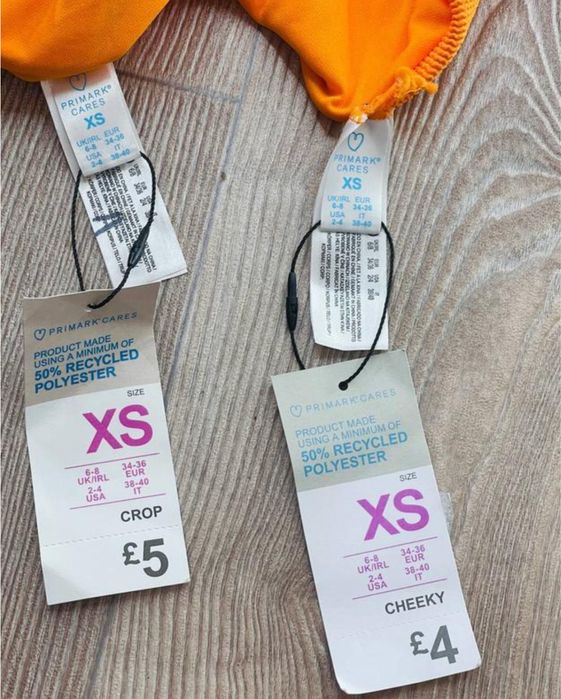 PRIMARK®
CARES
XS
UK/IRL EUR
6-8 34-36
USA IT
2-4 38-40
PRIMARK®
CARES
XS
UK/IRL EUR
6-8 34-36
USA IT
2-4 38-40
PRIMARK® CARES
PRODUCT MADE
USING A MINIMUM OF
50% RECYCLED
POLYESTER
SIZE
XS
6-8 34-36
UK/IRL EUR
2-4 38-40
USA IT
CROP
£5
PRIMARK® CARES
PRODUCT MADE
USING A MINIMUM OF
50% RECYCLED
POLYESTER
SIZE
XS
6-8 34-36
UK/IRL EUR
2-4 38-40
USA IT
CHEEKY
£4